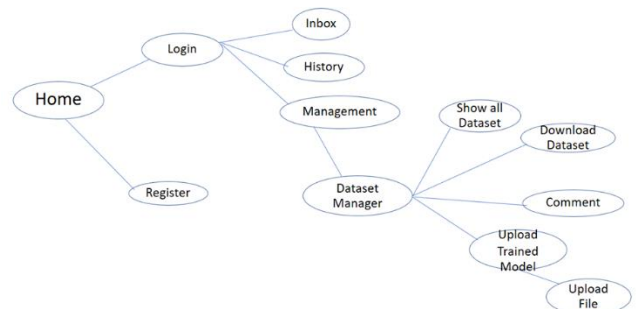 Home
Login
Register
Inbox
History
Management
Dataset
Manager
Show all
Dataset
Download
Dataset
Comment
Upload
Trained
Model
Upload
File